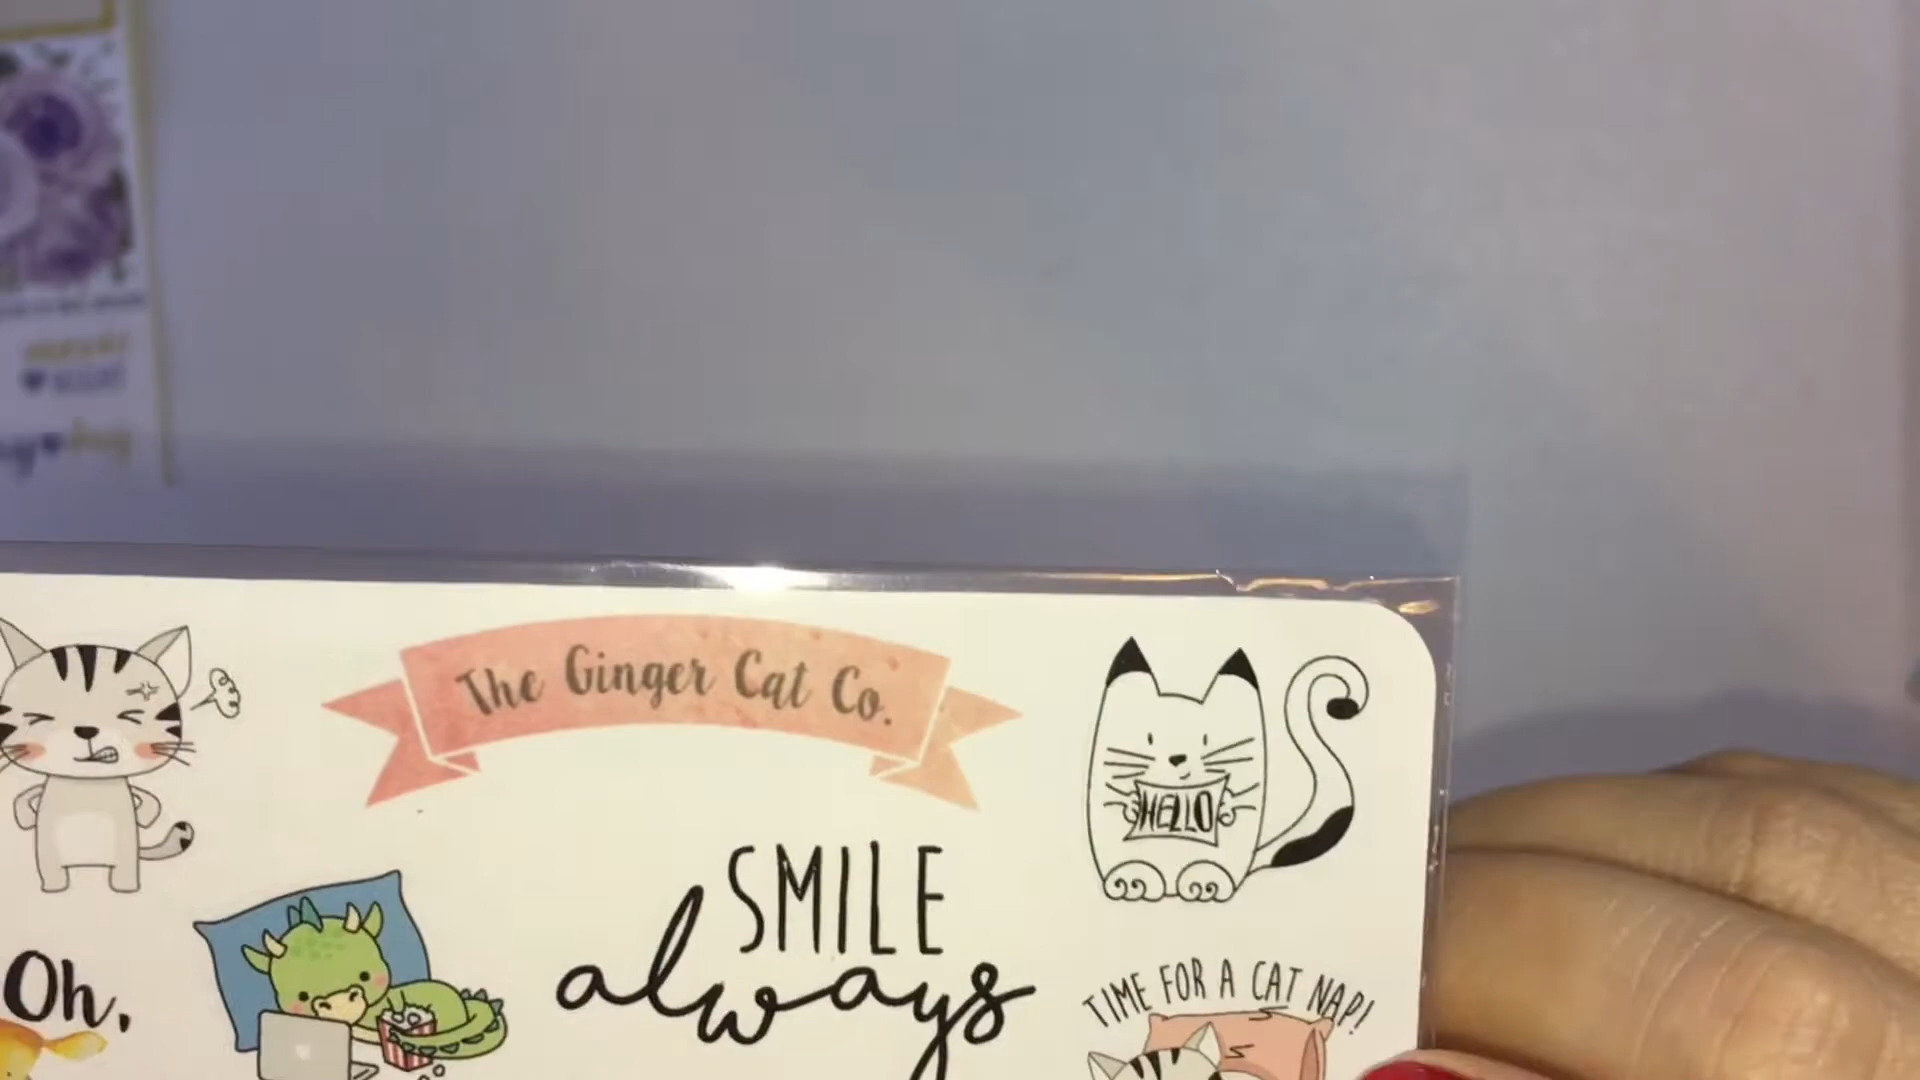 The Ginger Cat Co.
HELLO
SMILE
always
Oh,
TIME FOR A CAT NAP!